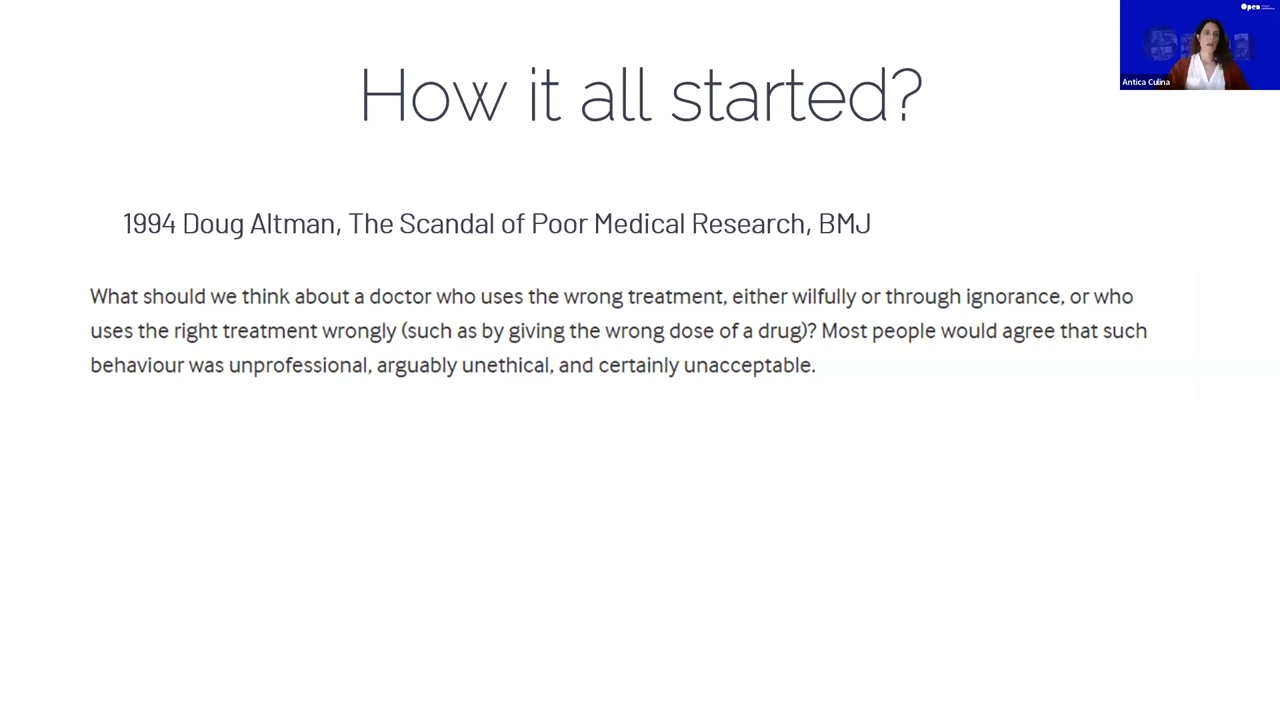 Open
Antica Culina
How it all started?
1994 Doug Altman, The Scandal of Poor Medical Research, BMJ
What should we think about a doctor who uses the wrong treatment, either wilfully or through ignorance, or who
uses the right treatment wrongly (such as by giving the wrong dose of a drug)? Most people would agree that such
behaviour was unprofessional, arguably unethical, and certainly unacceptable.